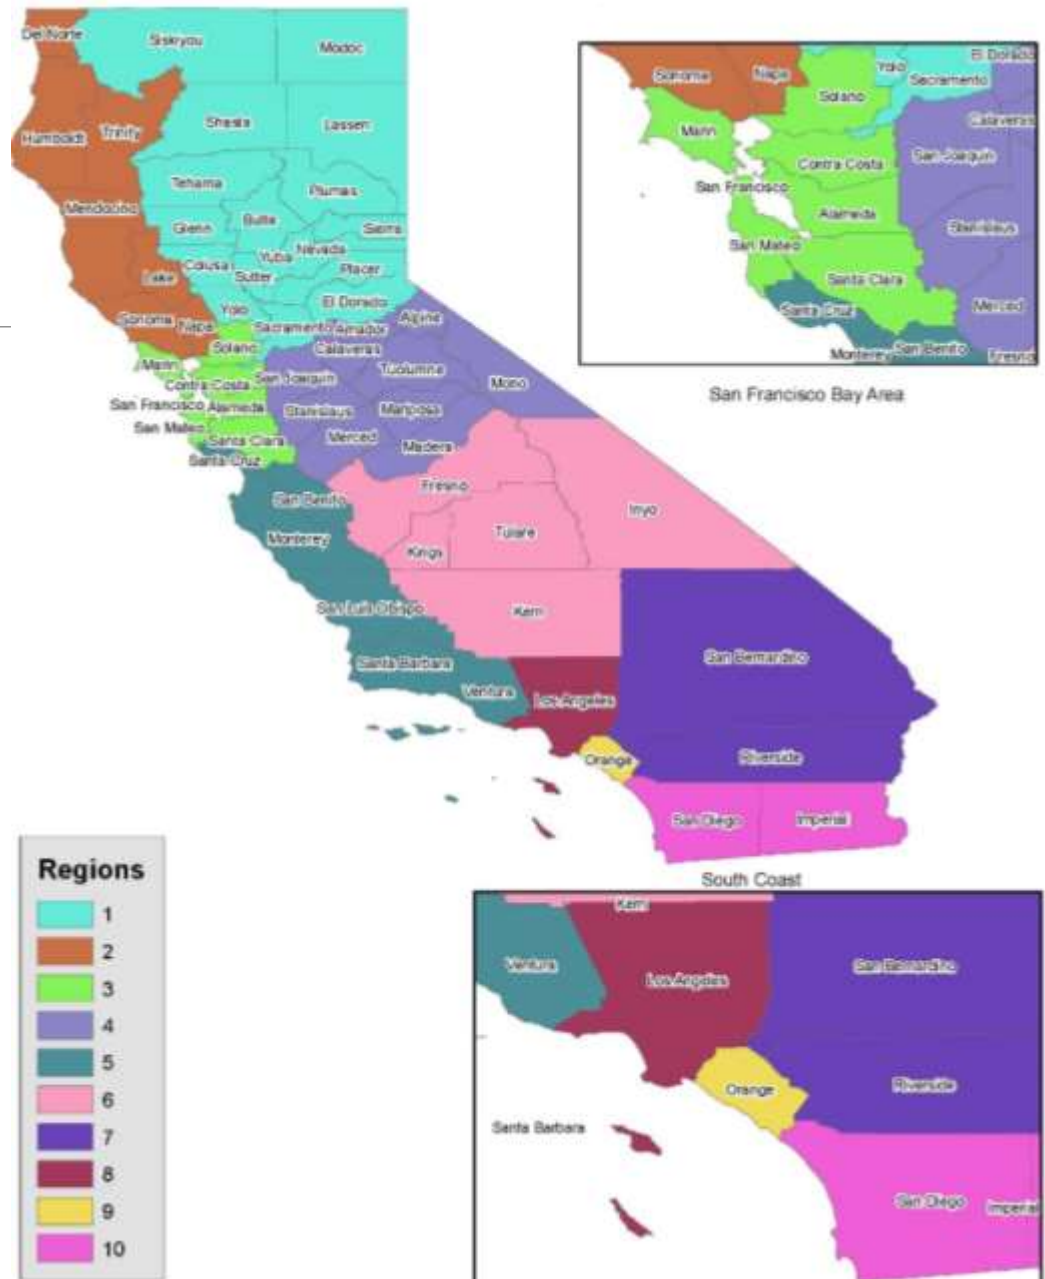 Del Norte
Siskiyou
Modoc
Humboldt
Trinity
Shasta
Lassen
Tehama
Plumas
Mendocino
Glenn
Butte
Sierra
Lake
Colusa
Yuba
Nevada
Sutter
Placer
Yolo
El Dorado
Sonoma
Napa
Sacramento
Amador
Alpine
Solano
Calaveras
Marin
Contra Costa
San Joaquin
Tuolumne
Mono
San Francisco
Alameda
Stanislaus
Mariposa
San Mateo
Santa Clara
Merced
Madera
Santa Cruz
San Benito
Fresno
Inyo
Monterey
Kings
Tulare
San Luis Obispo
Kern
Santa Barbara
San Bernardino
Ventura
Los Angeles
Orange
Riverside
San Diego
Imperial
Sonoma
Napa
Yolo
El Dorado
Sacramento
Solano
Calaveras
Marin
Contra Costa
San Joaquin
San Francisco
Alameda
Stanislaus
San Mateo
Santa Clara
Santa Cruz
Merced
Monterey
San Benito
Fresno
San Francisco Bay Area
Regions
1
2
3
4
5
6
7
8
9
10
South Coast
Kern
Ventura
Los Angeles
San Bernardino
Orange
Riverside
Santa Barbara
San Diego
Imperial